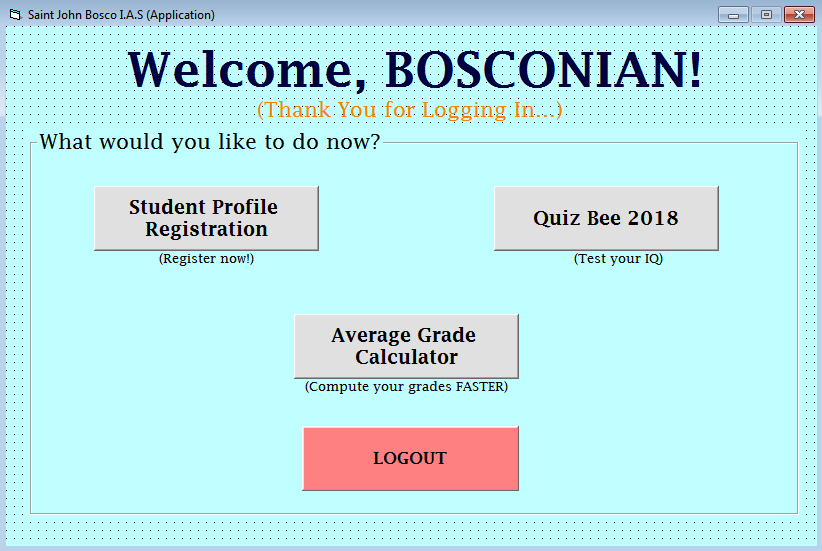 Saint John Bosco I.A.S (Application)
Welcome, BOSCONIAN!
(Thank You for Logging In...)
What would you like to do now?
Student Profile
Registration
(Register now!)
Quiz Bee 2018
(Test your IQ)
Average Grade
Calculator
(Compute your grades FASTER)
LOGOUT